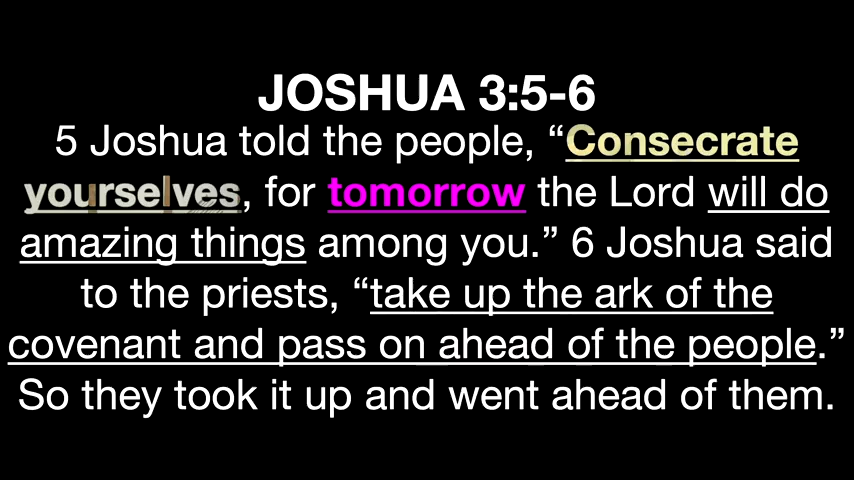 JOSHUA 3:5-6
5 Joshua told the people, “Consecrate
yourselves, for tomorrow the Lord will do
amazing things among you.” 6 Joshua said
to the priests, “take up the ark of the
covenant and pass on ahead of the people.”
So they took it up and went ahead of them.